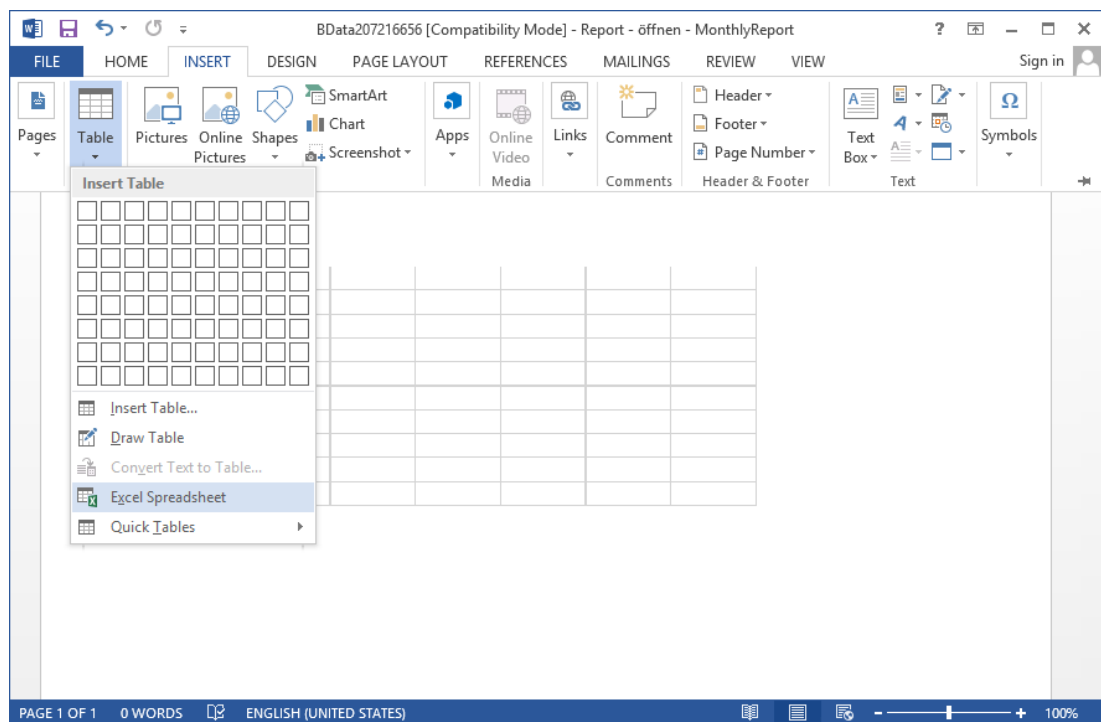 BData207216656 [Compatibility Mode] - Report - öffnen - MonthlyReport
FILE HOME INSERT DESIGN PAGE LAYOUT REFERENCES MAILINGS REVIEW VIEW Sign in
Pages
Table
Pictures
Online Pictures
Shapes
SmartArt
Chart
Screenshot
Apps
Online Video
Links
Comment
Header
Footer
Page Number
Text Box
Symbols
Media
Comments
Header & Footer
Text
Insert Table
Insert Table...
Draw Table
Convert Text to Table...
Excel Spreadsheet
Quick Tables
PAGE 1 OF 1 0 WORDS ENGLISH (UNITED STATES) 100%